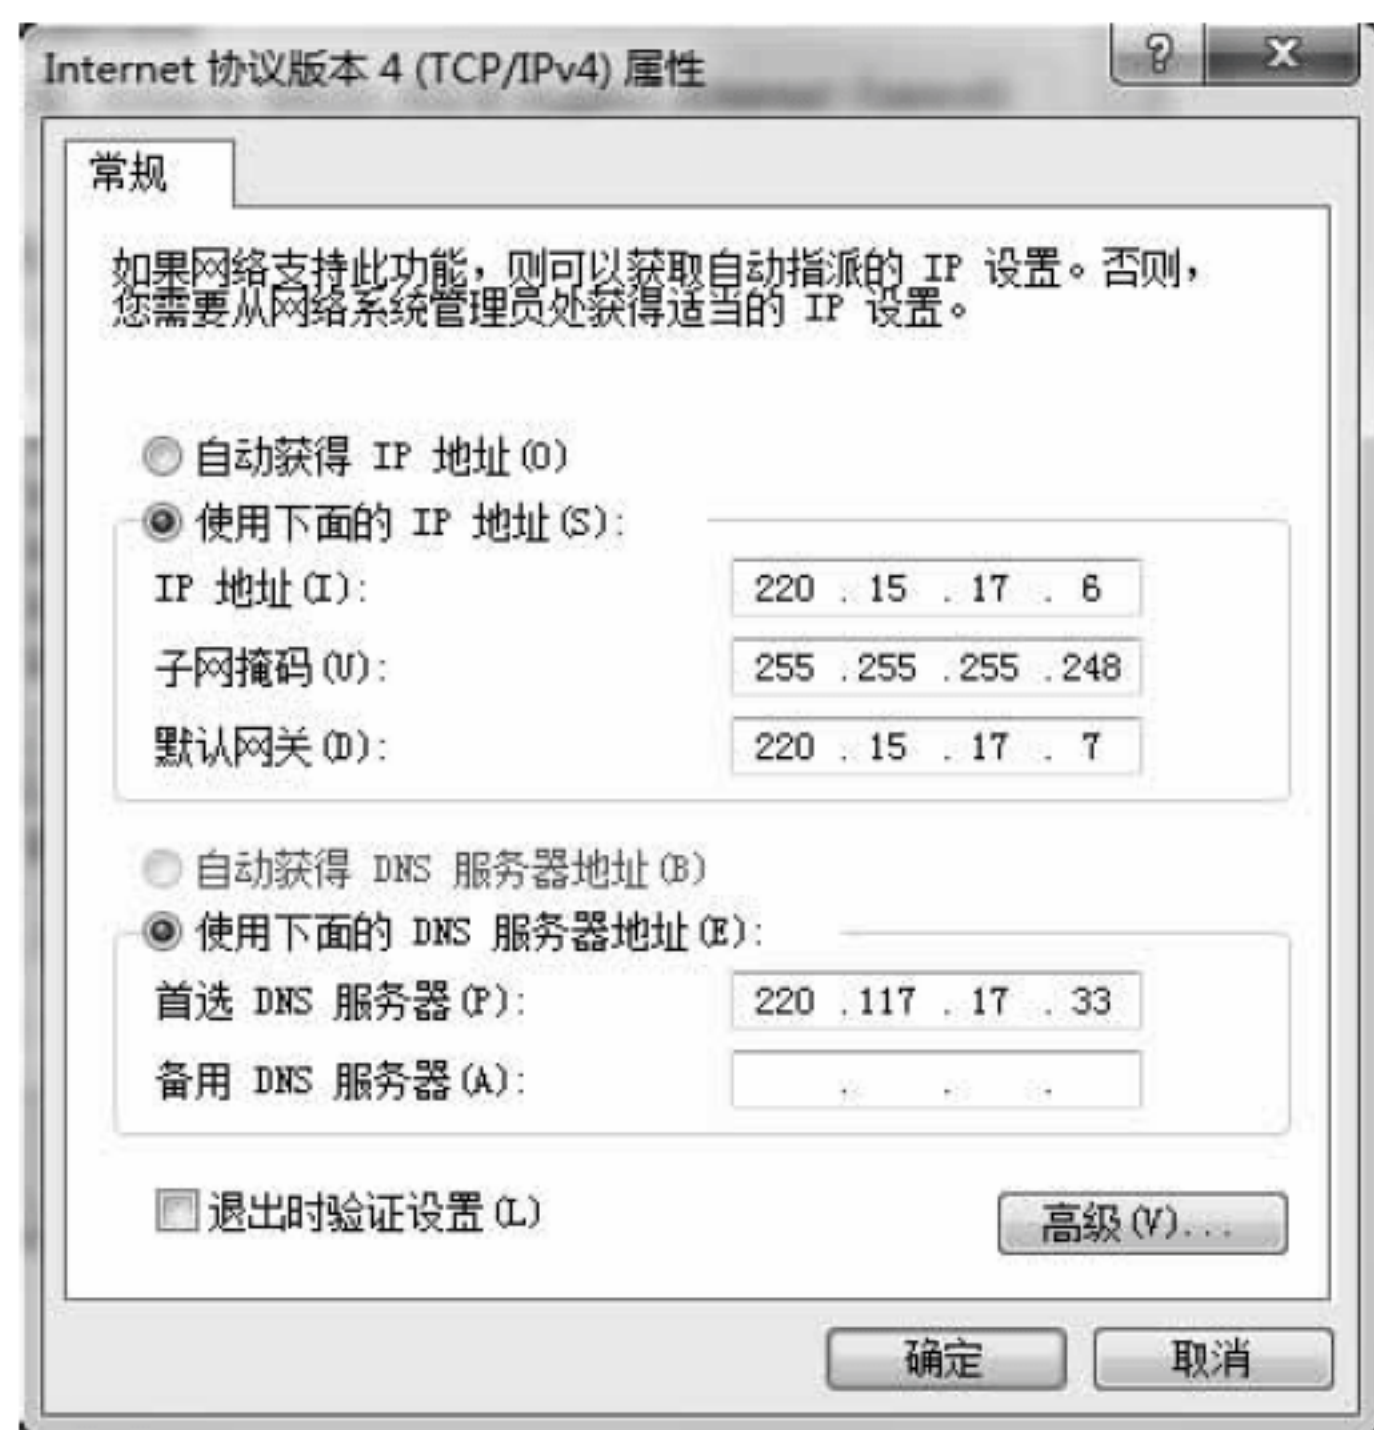 Internet 协议版本 4 (TCP/IPv4) 属性
常规
如果网络支持此功能，则可以获取自动指派的 IP 设置。否则，
您需要从网络系统管理员处获得适当的 IP 设置。
自动获得 IP 地址(O)
使用下面的 IP 地址(S):
IP 地址(I): 220 . 15 . 17 . 6
子网掩码(U): 255 .255 .255 .248
默认网关(D): 220 . 15 . 17 . 7
自动获得 DNS 服务器地址(B)
使用下面的 DNS 服务器地址(E):
首选 DNS 服务器(P): 220 .117 . 17 . 33
备用 DNS 服务器(A): . . .
退出时验证设置(L)
高级(V)...
确定 取消